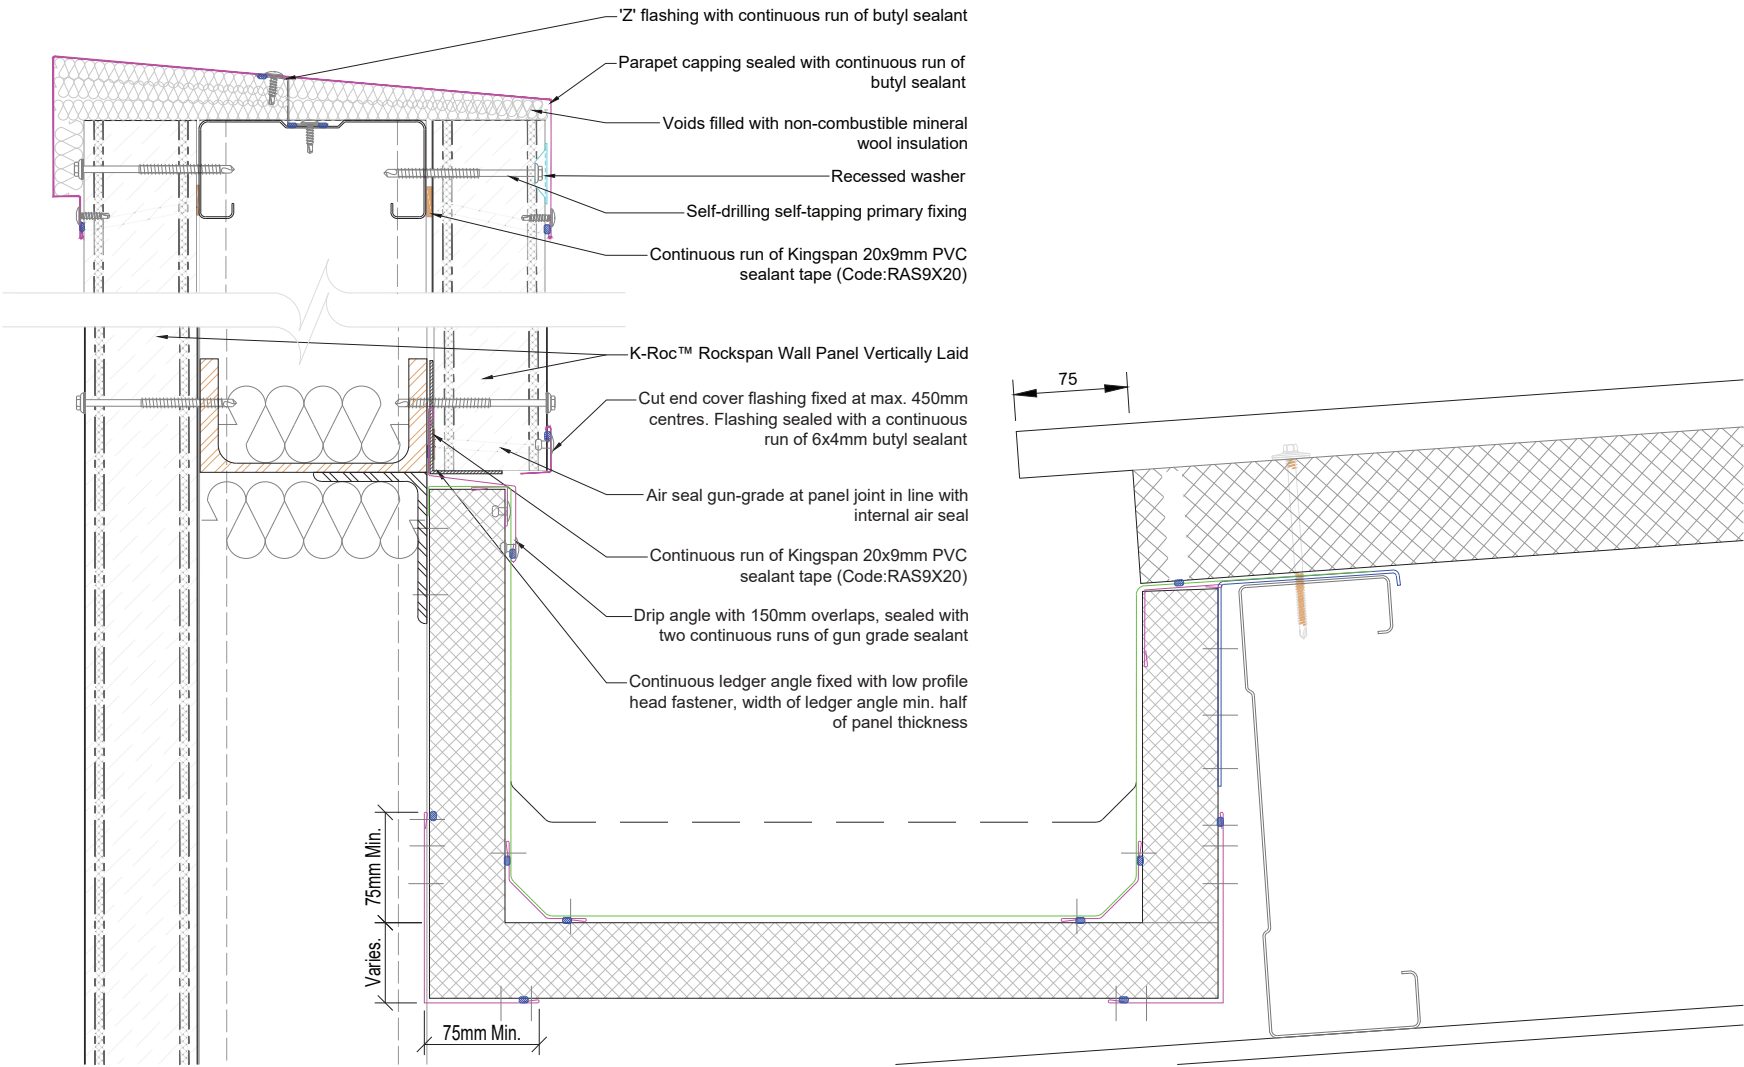 'Z' flashing with continuous run of butyl sealant
Parapet capping sealed with continuous run of
butyl sealant
Voids filled with non-combustible mineral
wool insulation
Recessed washer
Self-drilling self-tapping primary fixing
Continuous run of Kingspan 20x9mm PVC
sealant tape (Code:RAS9X20)
K-Roc™ Rockspan Wall Panel Vertically Laid
75
Cut end cover flashing fixed at max. 450mm
centres. Flashing sealed with a continuous
run of 6x4mm butyl sealant
Air seal gun-grade at panel joint in line with
internal air seal
Continuous run of Kingspan 20x9mm PVC
sealant tape (Code:RAS9X20)
Drip angle with 150mm overlaps, sealed with
two continuous runs of gun grade sealant
Continuous ledger angle fixed with low profile
head fastener, width of ledger angle min. half
of panel thickness
75mm Min.
Varies.
75mm Min.